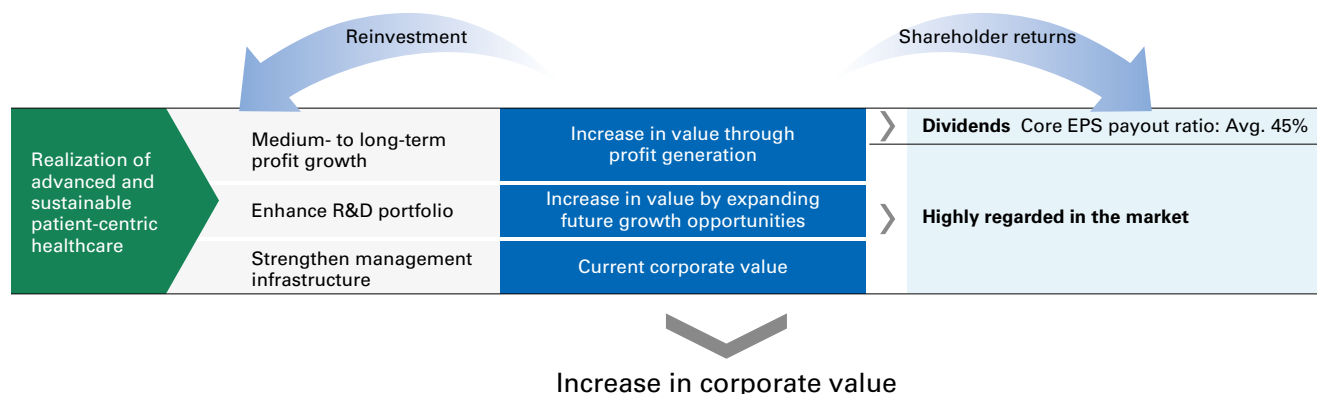 Reinvestment
Shareholder returns
Realization of
advanced and
sustainable
patient-centric
healthcare
Medium- to long-term
profit growth
Enhance R&D portfolio
Strengthen management
infrastructure
Increase in value through
profit generation
Increase in value by expanding
future growth opportunities
Current corporate value
Dividends Core EPS payout ratio: Avg. 45%
Highly regarded in the market
Increase in corporate value